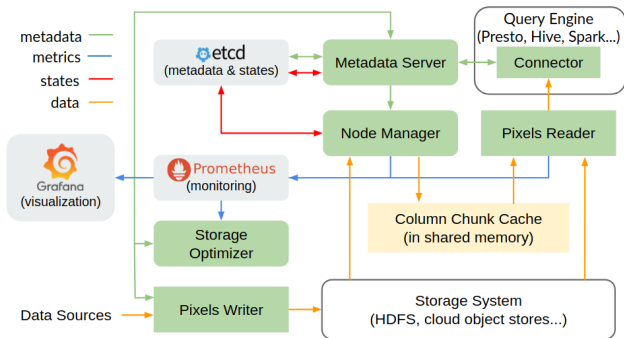 metadata
metrics
states
data
etcd
(metadata & states)
Metadata Server
Query Engine
(Presto, Hive, Spark...)
Connector
Node Manager
Pixels Reader
Grafana
(visualization)
Prometheus
(monitoring)
Column Chunk Cache
(in shared memory)
Storage
Optimizer
Data Sources
Pixels Writer
Storage System
(HDFS, cloud object stores...)